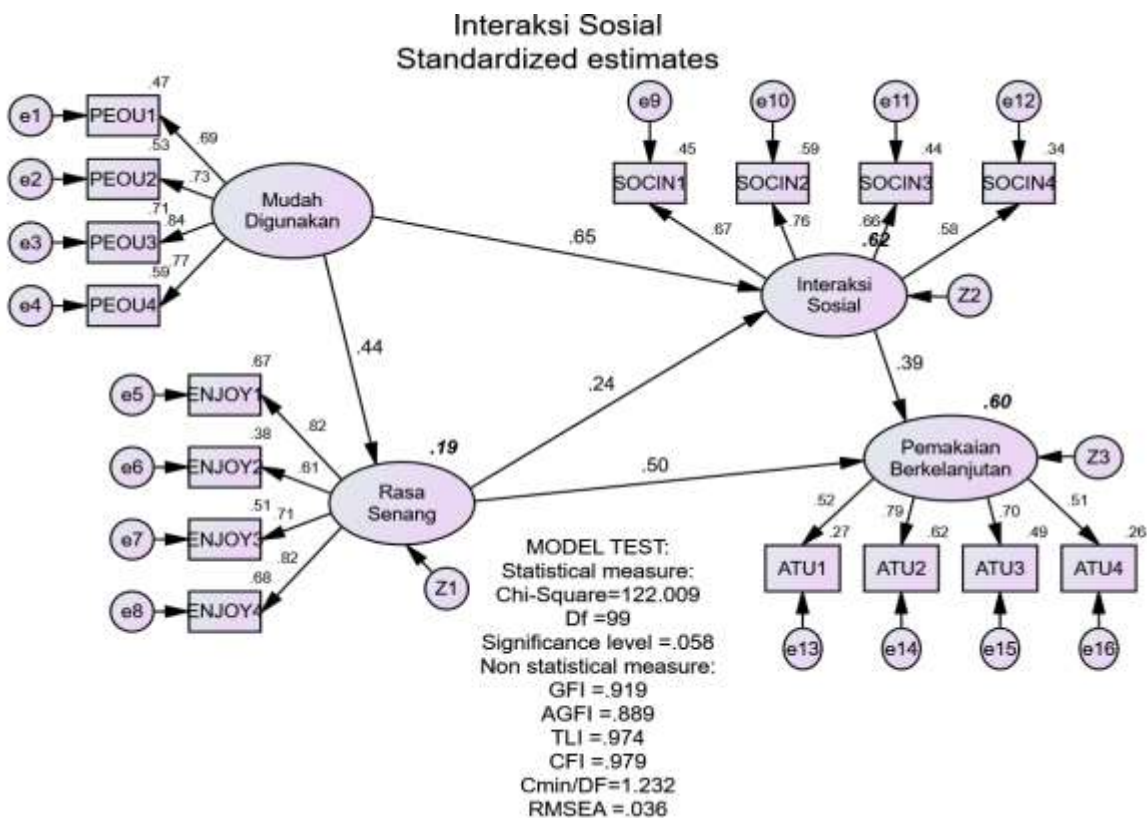 Interaksi Sosial
Standardized estimates
.47
e1 PEOU1
.69
.53
e2 PEOU2
.73
.71
.84
e3 PEOU3
.59
.77
e4 PEOU4
Mudah
Digunakan
e9
e10
e11
e12
.45
.59
.44
.34
SOCIN1
SOCIN2
SOCIN3
SOCIN4
.67
.76
.66
.58
.62
.65
Interaksi
Sosial
Z2
.44
.24
.39
.67
e5 ENJOY1
.82
.38
e6 ENJOY2
.61
.51
e7 ENJOY3
.71
.82
.68
e8 ENJOY4
.19
Rasa
Senang
Z1
.50
.60
Pemakaian
Berkelanjutan
Z3
.52
.79
.70
.51
.27
.62
.49
.26
ATU1
ATU2
ATU3
ATU4
e13
e14
e15
e16
MODEL TEST:
Statistical measure:
Chi-Square=122.009
Df =99
Significance level =.058
Non statistical measure:
GFI =.919
AGFI =.889
TLI =.974
CFI =.979
Cmin/DF=1.232
RMSEA =.036